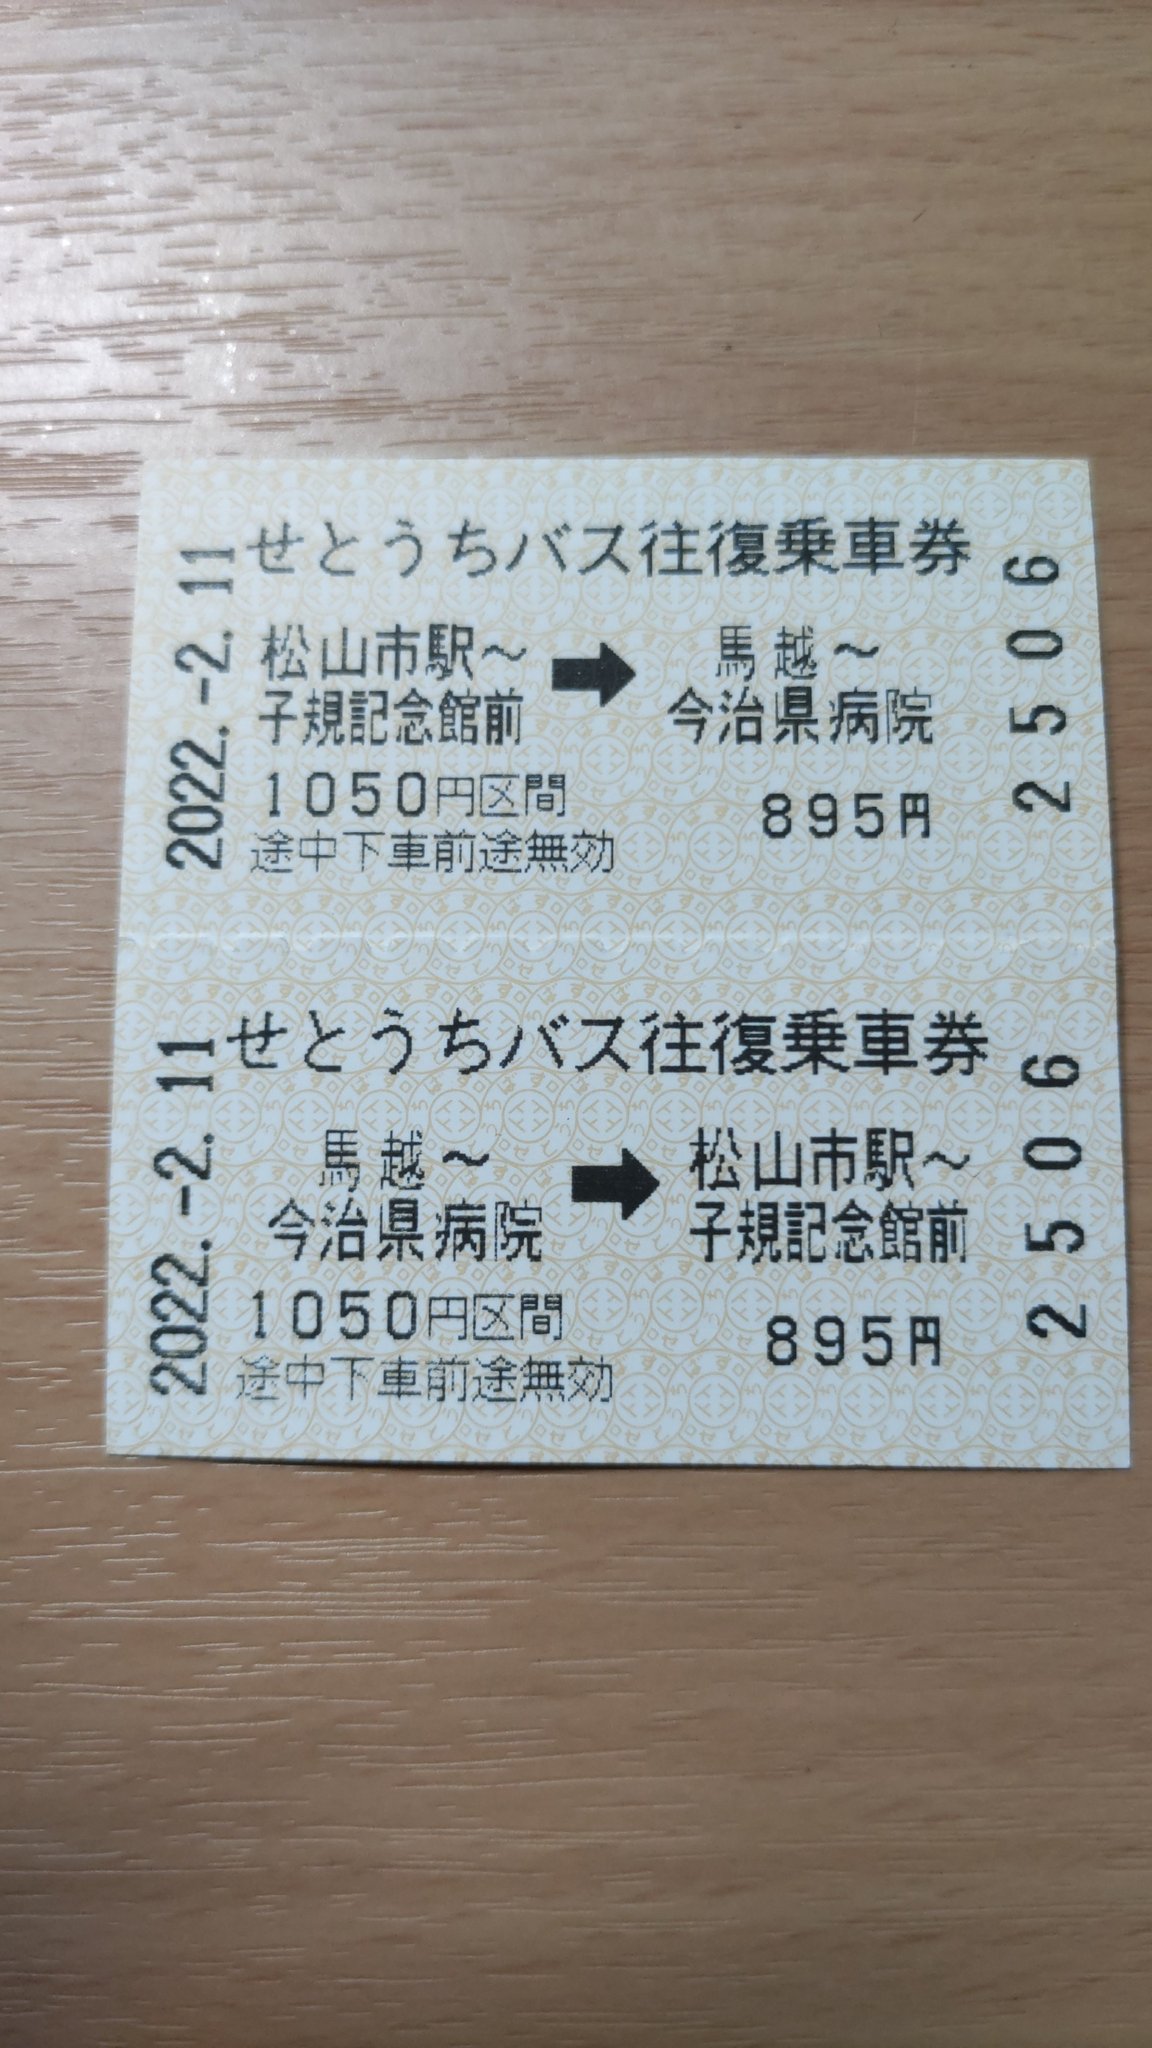 せとうちバス往復乗車券
2022.-2.11
松山市駅～
子規記念館前
➡
馬越～
今治県病院
1050円区間
895円
途中下車前途無効
2506
せとうちバス往復乗車券
2022.-2.11
馬越～
今治県病院
➡
松山市駅～
子規記念館前
1050円区間
895円
途中下車前途無効
2506